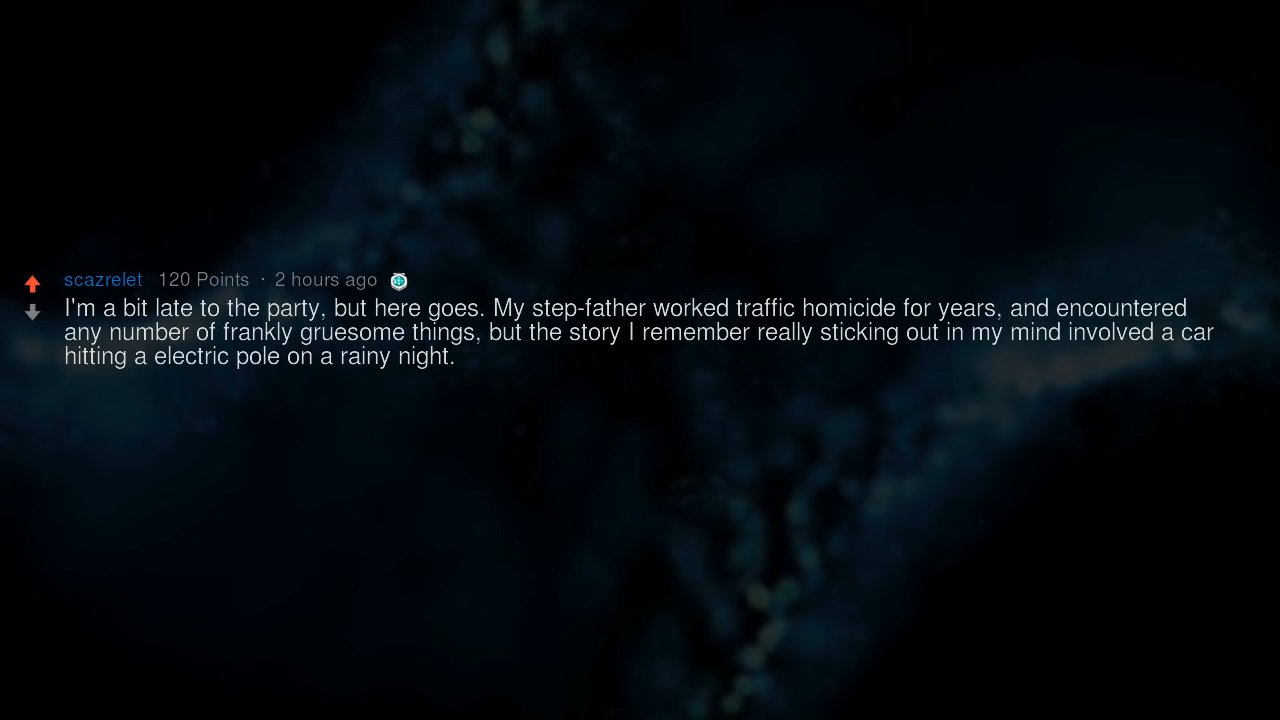 scazrelet 120 Points · 2 hours ago
I'm a bit late to the party, but here goes. My step-father worked traffic homicide for years, and encountered
any number of frankly gruesome things, but the story I remember really sticking out in my mind involved a car
hitting a electric pole on a rainy night.